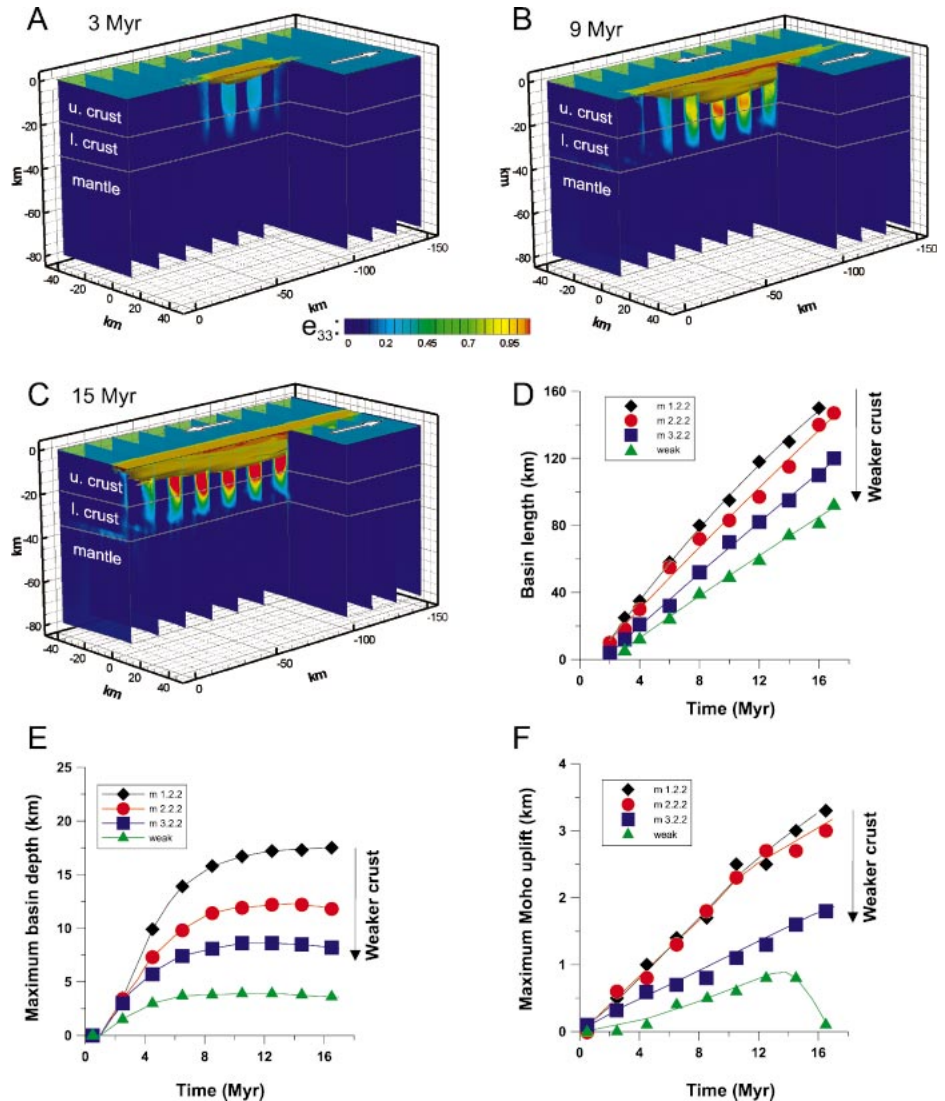 A 3 Myr
B 9 Myr
0
-20
-40
-60
-80
km
u. crust
l. crust
mantle
-40
-20
0
20
40
km
0
-50
-100
-150
km
0
-20
-40
-60
-80
km
u. crust
l. crust
mantle
-40
-20
0
20
40
km
0
-50
-100
-150
km
e33:
0 0.2 0.45 0.7 0.95
C 15 Myr
0
-20
-40
-60
-80
km
u. crust
l. crust
mantle
-40
-20
0
20
40
km
0
-50
-100
-150
km
D
160
120
80
40
0
Basin length (km)
m 1.2.2
m 2.2.2
m 3.2.2
weak
Weaker crust
0 4 8 12 16
Time (Myr)
E
25
20
15
10
5
0
Maximum basin depth (km)
m 1.2.2
m 2.2.2
m 3.2.2
weak
Weaker crust
0 4 8 12 16
Time (Myr)
F
4
3
2
1
0
Maximum Moho uplift (km)
m 1.2.2
m 2.2.2
m 3.2.2
weak
Weaker crust
0 4 8 12 16
Time (Myr)